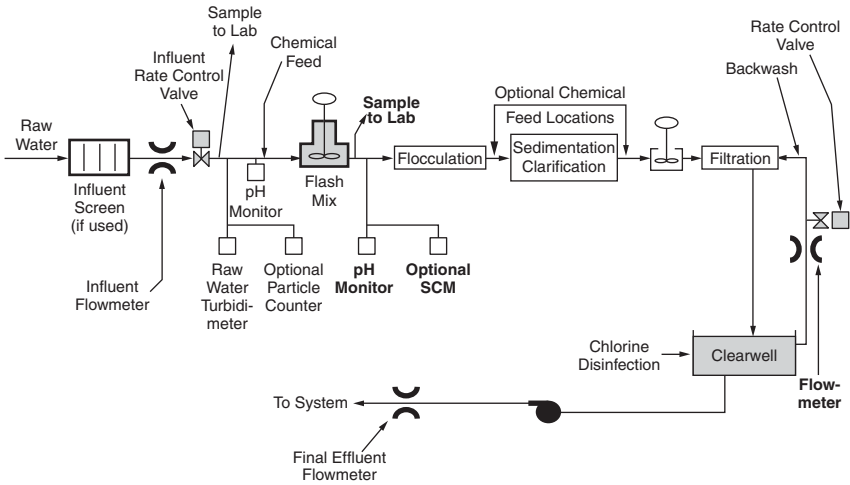 Sample
to Lab
Influent
Rate Control
Valve
Chemical
Feed
Rate Control
Valve
Backwash
Raw
Water
Sample
to Lab
Optional Chemical
Feed Locations
Flocculation
Sedimentation
Clarification
Filtration
Influent
Screen
(if used)
pH
Monitor
Flash
Mix
Influent
Flowmeter
Raw
Water
Turbidi-
meter
Optional
Particle
Counter
pH
Monitor
Optional
SCM
Chlorine
Disinfection
Clearwell
Flow-
meter
To System
Final Effluent
Flowmeter